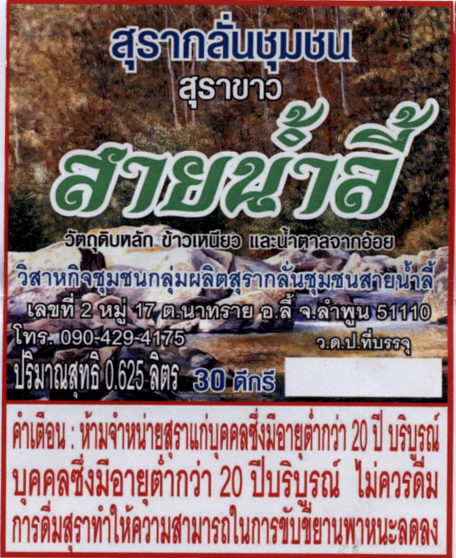 สุรากลั่นชุมชน
สุราขาว
สายน้ำลี้
วัตถุดิบหลัก ข้าวเหนียว และน้ำตาลจากอ้อย
วิสาหกิจชุมชนกลุ่มผลิตสุรากลั่นชุมชนสายน้ำลี้
เลขที่ 2 หมู่ 17 ต.นาทราย อ.ลี้ จ.ลำพูน 51110
โทร. 090-429-4175 ว.ด.ป.ที่บรรจุ
ปริมาณสุทธิ 0.625 ลิตร 30 ดีกรี
คำเตือน : ห้ามจำหน่ายสุราแก่บุคคลซึ่งมีอายุต่ำกว่า 20 ปี บริบูรณ์
บุคคลซึ่งมีอายุต่ำกว่า 20 ปีบริบูรณ์ ไม่ควรดื่ม
การดื่มสุราทำให้ความสามารถในการขับขี่ยานพาหนะลดลง